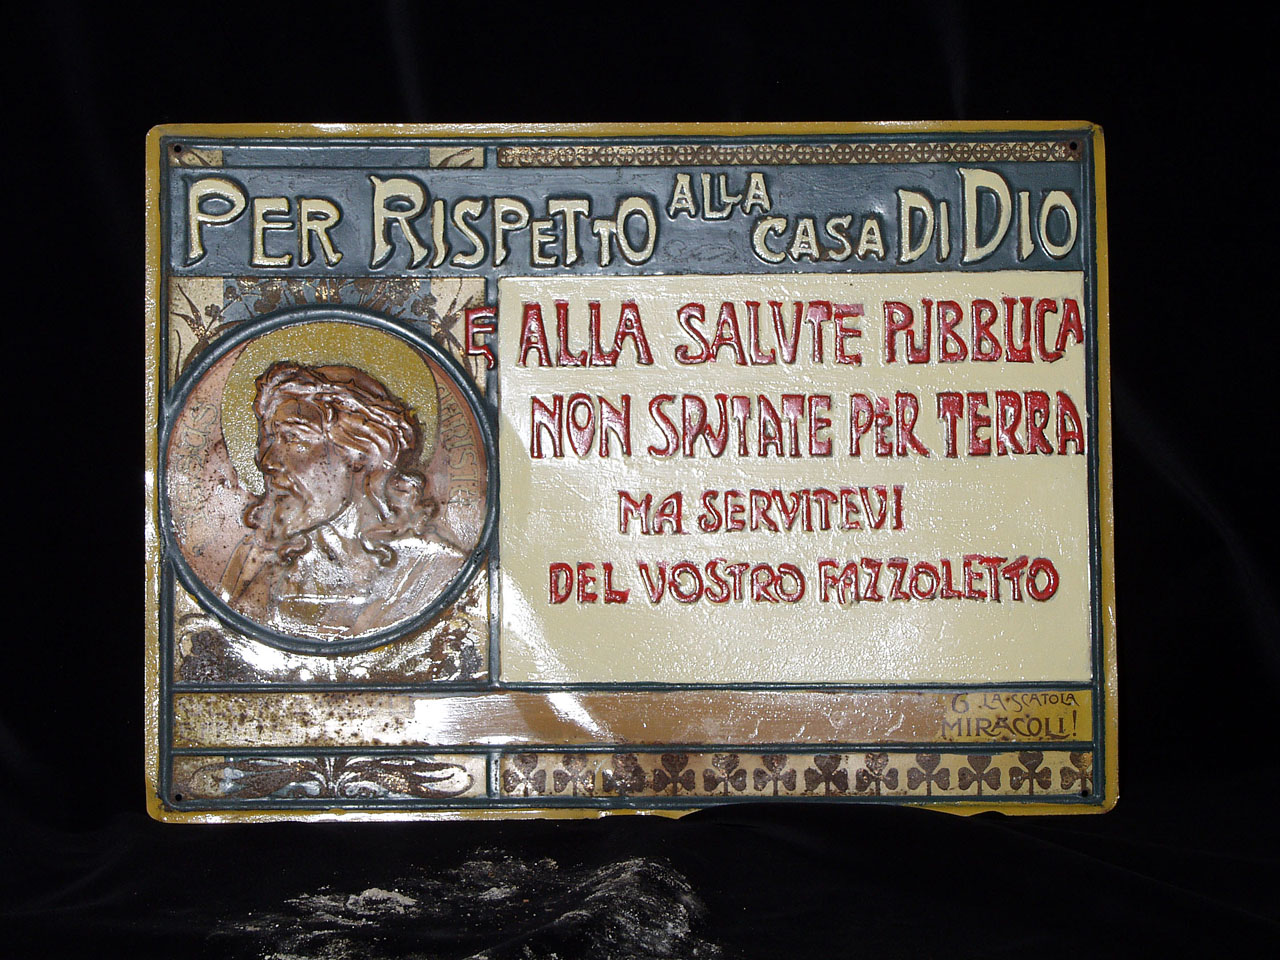 PER RISPETTO ALLA CASA DI DIO
E ALLA SALUTE PUBBLICA
NON SPUTATE PER TERRA
MA SERVITEVI
DEL VOSTRO FAZZOLETTO
LA SCATOLA
MIRACOLI!